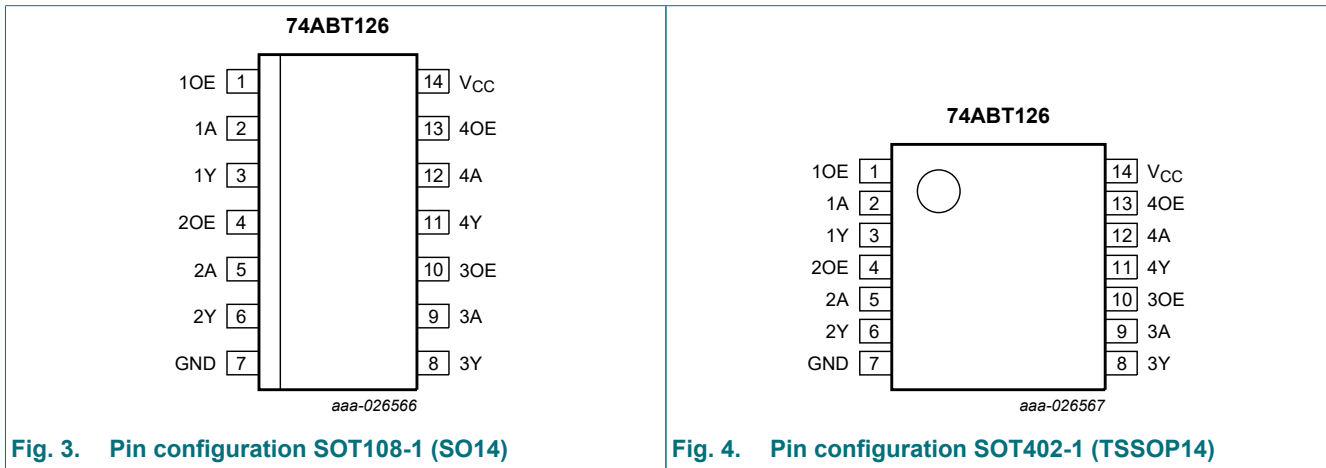 74ABT126
1OE 1 14 VCC
1A 2 13 4OE
1Y 3 12 4A
2OE 4 11 4Y
2A 5 10 3OE
2Y 6 9 3A
GND 7 8 3Y
aaa-026566
Fig. 3. Pin configuration SOT108-1 (SO14)
74ABT126
1OE 1 14 VCC
1A 2 13 4OE
1Y 3 12 4A
2OE 4 11 4Y
2A 5 10 3OE
2Y 6 9 3A
GND 7 8 3Y
aaa-026567
Fig. 4. Pin configuration SOT402-1 (TSSOP14)